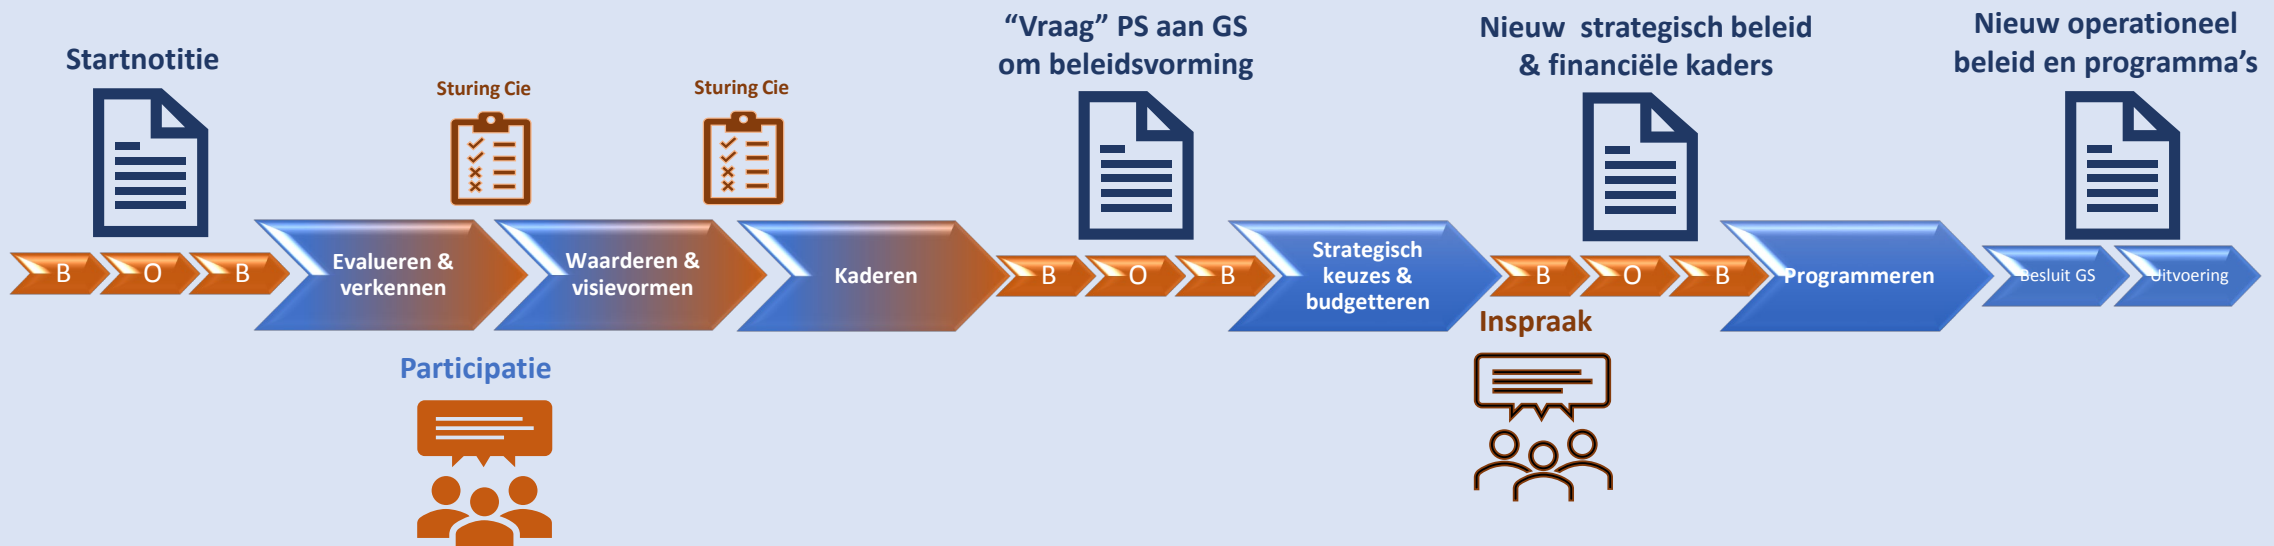 Startnotitie
Sturing Cie
Sturing Cie
“Vraag” PS aan GS
om beleidsvorming
Nieuw strategisch beleid
& financiële kaders
Nieuw operationeel
beleid en programma’s
B
O
B
Evalueren &
verkennen
Waarderen &
visievormen
Kaderen
B
O
B
Strategisch
keuzes &
budgetteren
B
O
B
Programmeren
Besluit GS
Uitvoering
Participatie
Inspraak